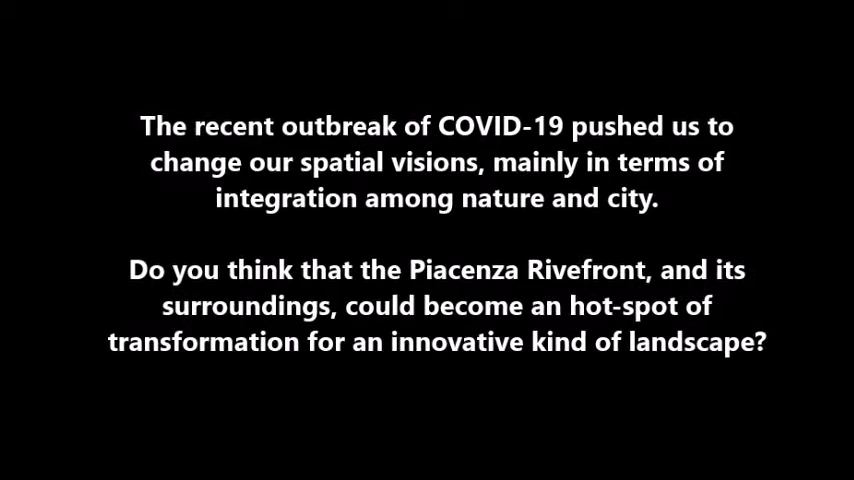 The recent outbreak of COVID-19 pushed us to
change our spatial visions, mainly in terms of
integration among nature and city.
Do you think that the Piacenza Rivefront, and its
surroundings, could become an hot-spot of
transformation for an innovative kind of landscape?